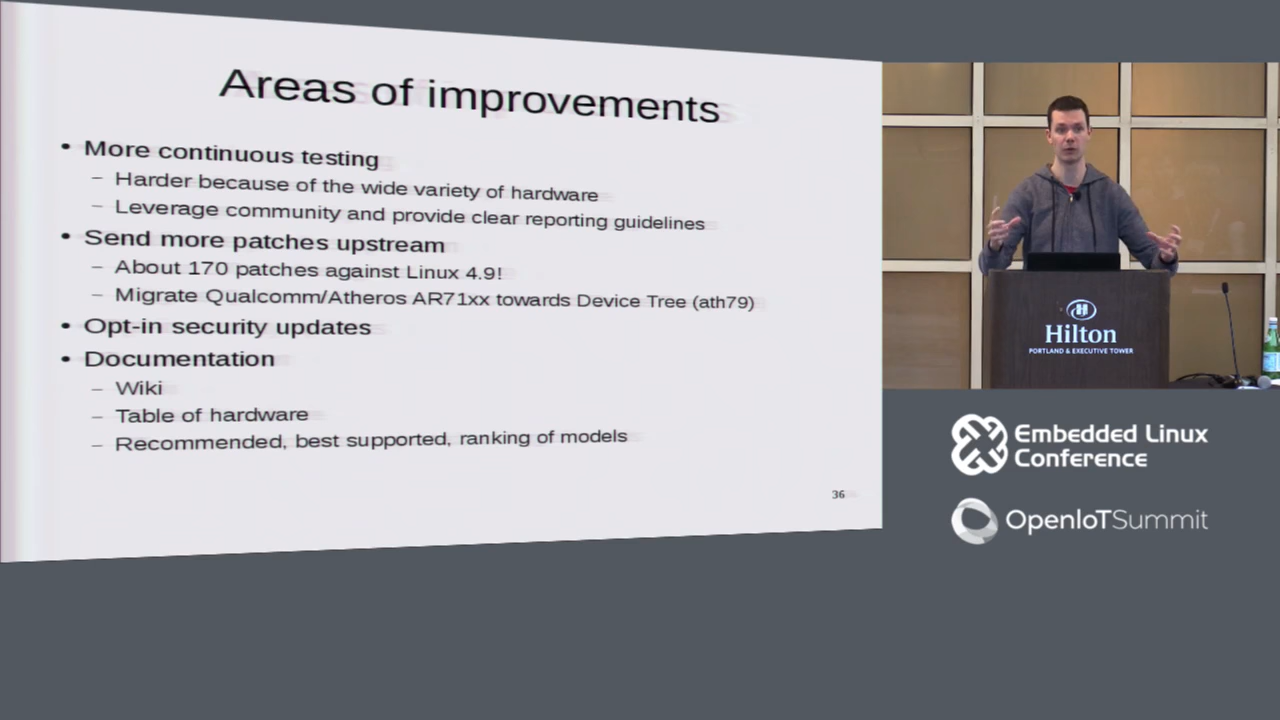 Areas of improvements
• More continuous testing
– Harder because of the wide variety of hardware
– Leverage community and provide clear reporting guidelines
• Send more patches upstream
– About 170 patches against Linux 4.9!
– Migrate Qualcomm/Atheros AR71xx towards Device Tree (ath79)
• Opt-in security updates
• Documentation
– Wiki
– Table of hardware
– Recommended, best supported, ranking of models
36
H
Hilton
PORTLAND & EXECUTIVE TOWER
Embedded Linux
Conference
OpenIoTSummit